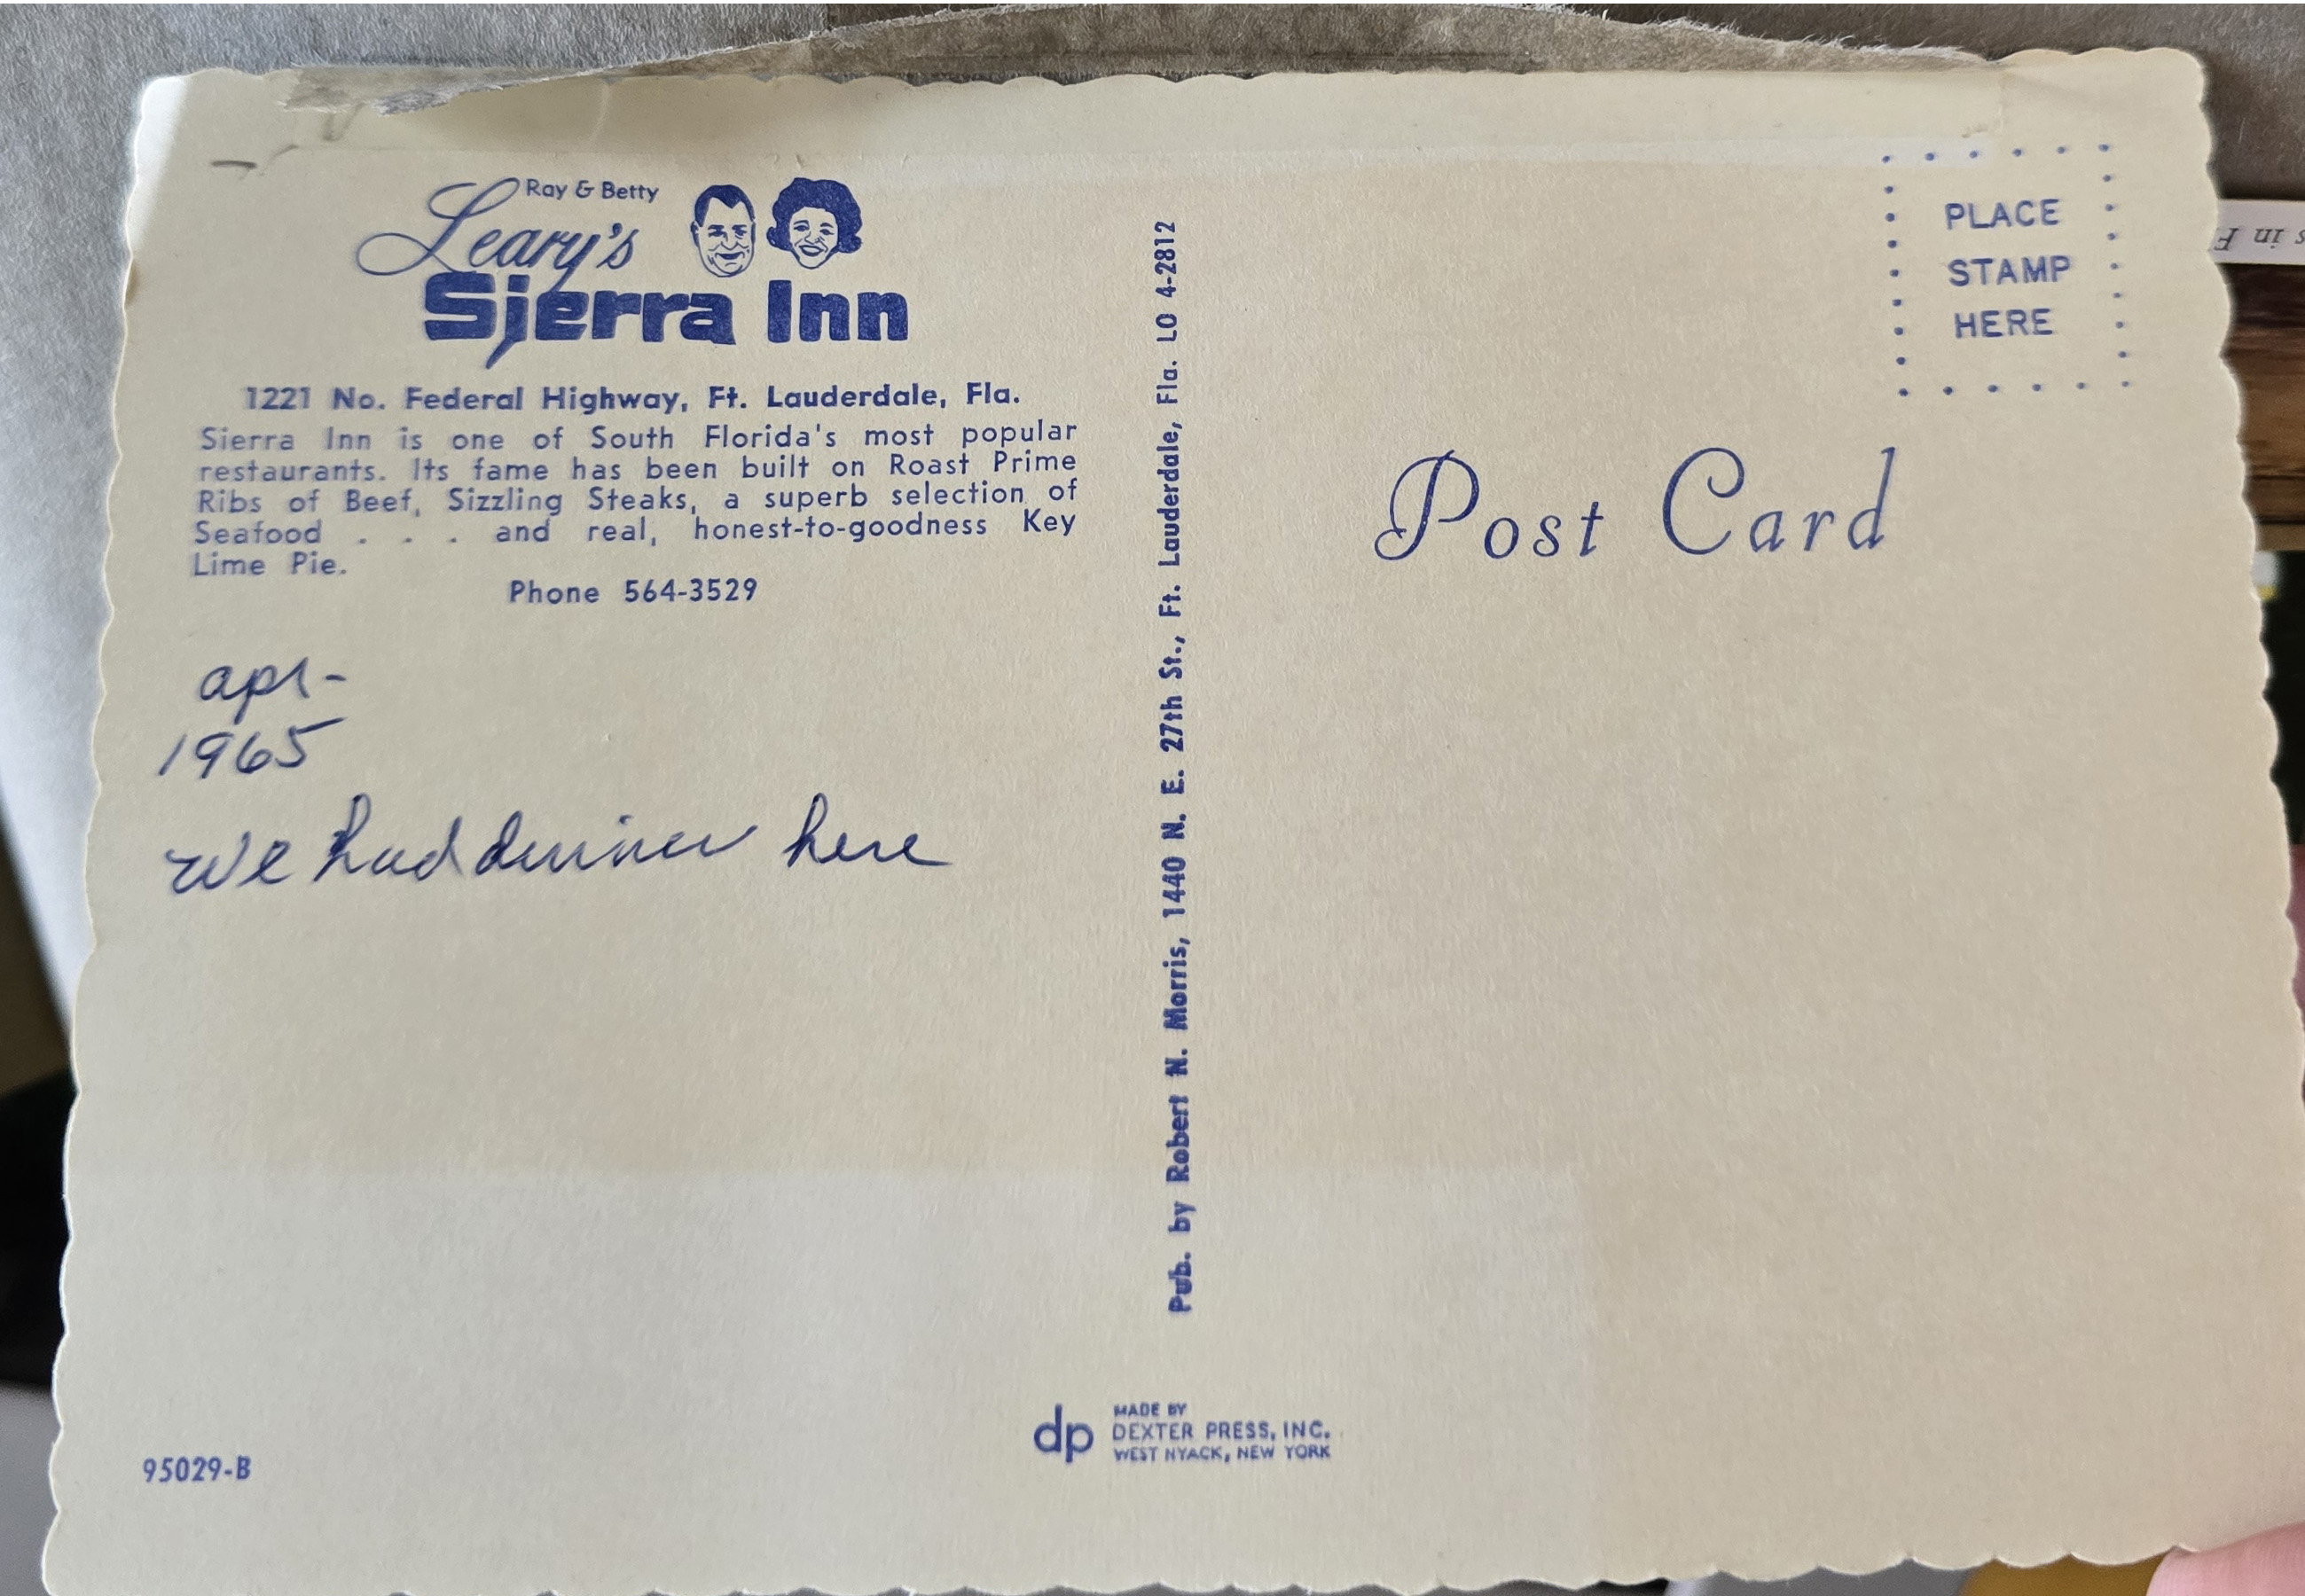 Ray & Betty
Leary's
Sierra Inn
1221 No. Federal Highway, Ft. Lauderdale, Fla.
Sierra Inn is one of South Florida's most popular
restaurants. Its fame has been built on Roast Prime
Ribs of Beef, Sizzling Steaks, a superb selection of
Seafood . . . and real, honest-to-goodness Key
Lime Pie.
Phone 564-3529
apr-
1965
We had dinner here
95029-B
Pub. by Robert N. Morris, 1440 N. E. 27th St., Ft. Lauderdale, Fla. LO 4-2812
dp
MADE BY
DEXTER PRESS, INC.
WEST NYACK, NEW YORK
PLACE
STAMP
HERE
Post Card
s in F